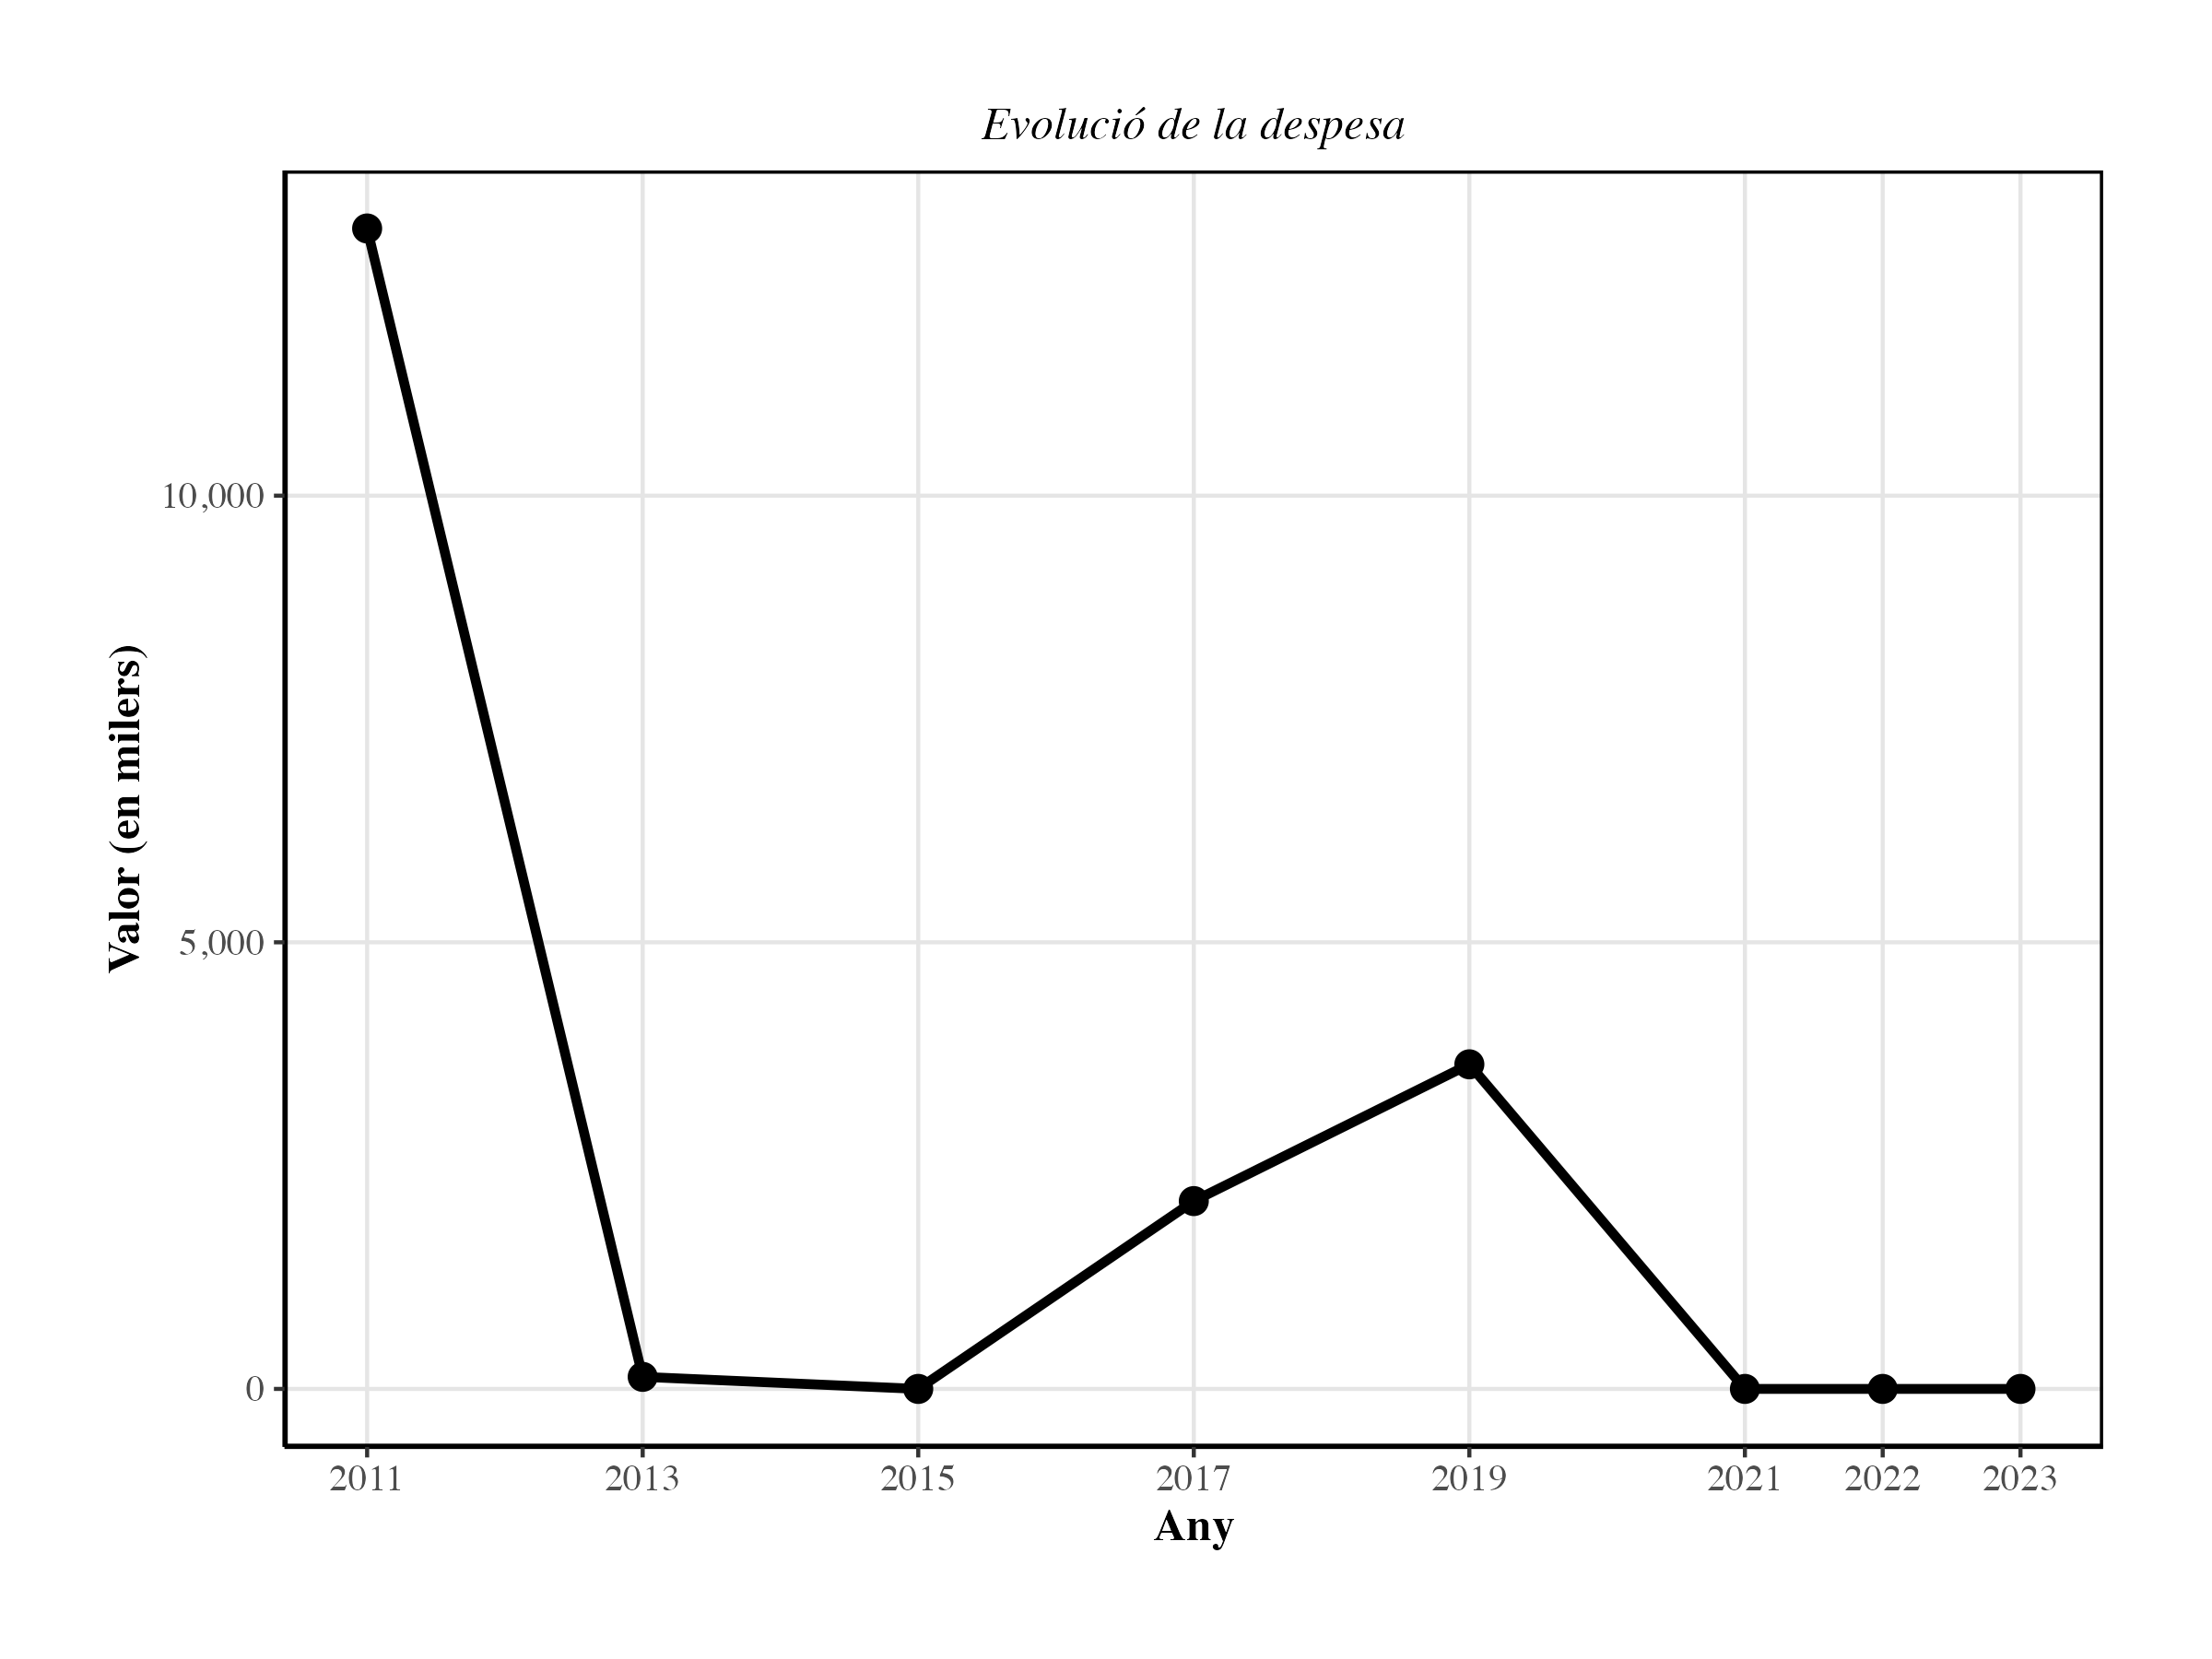 Evolució de la despesa
Valor (en milers)
10,000
5,000
0
2011 2013 2015 2017 2019 2021 2022 2023
Any